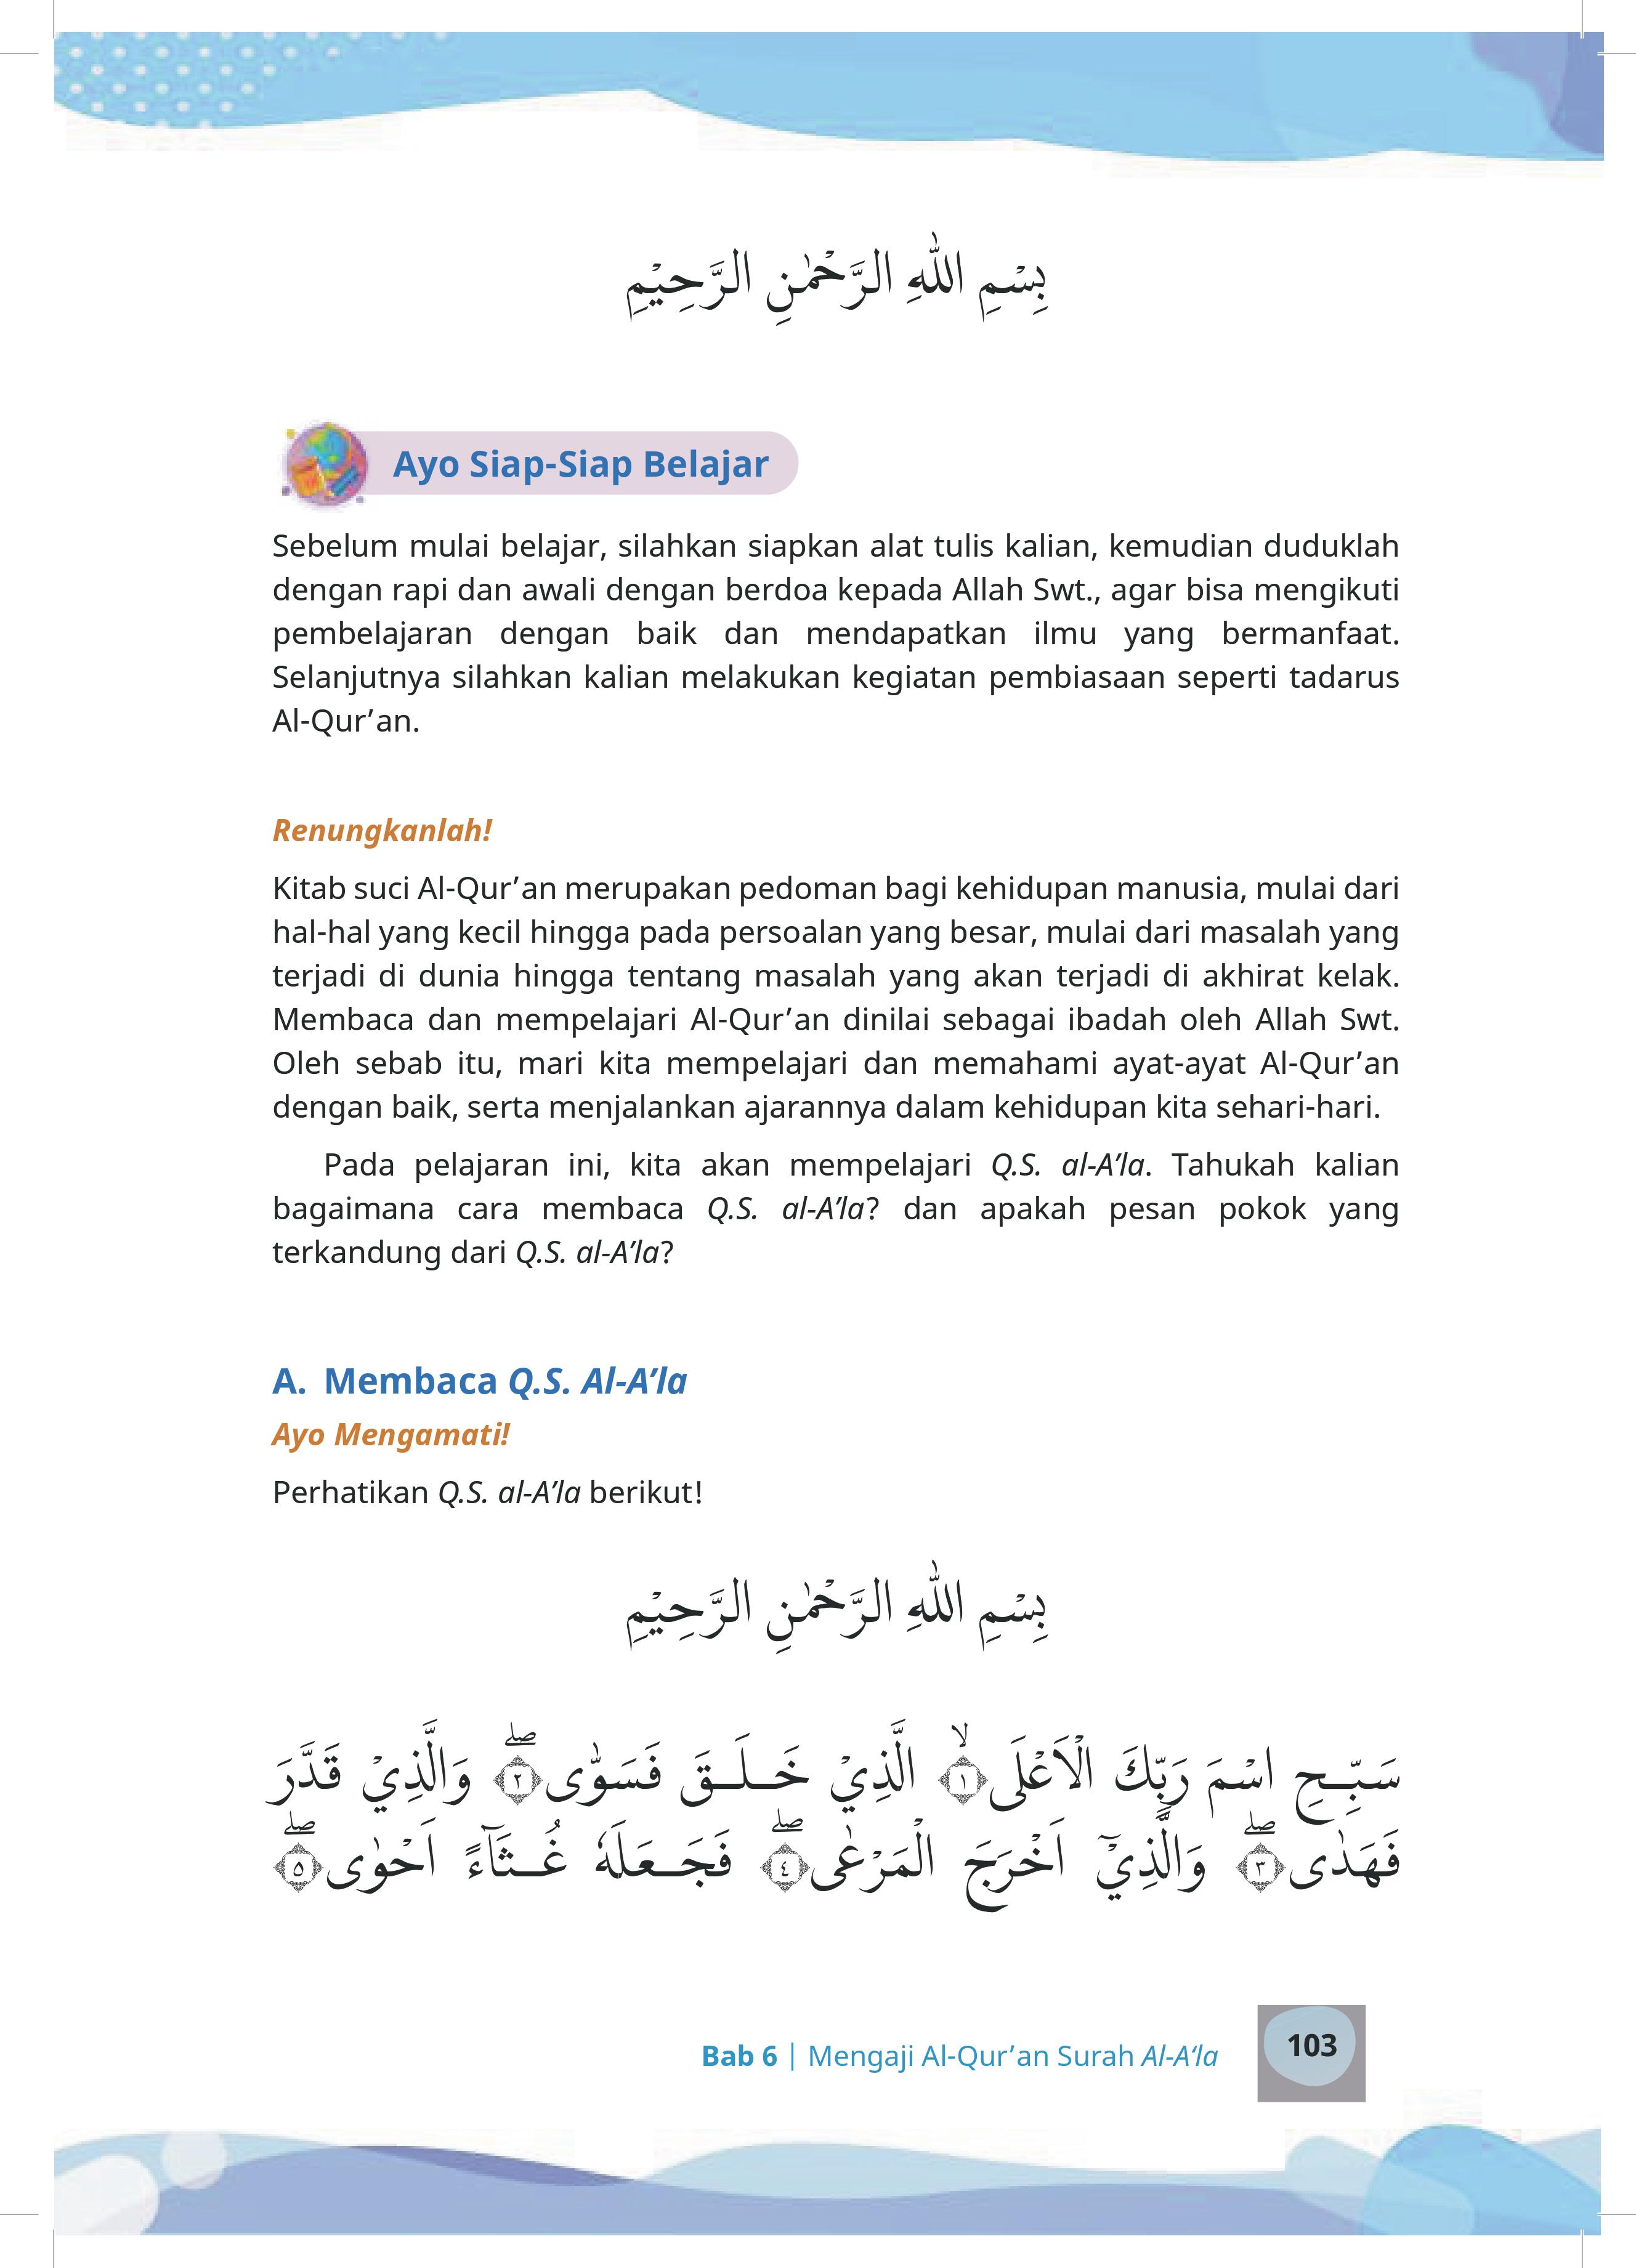 بِسْمِ اللّٰهِ الرَّحْمٰنِ الرَّحِيْمِ
Ayo Siap-Siap Belajar
Sebelum mulai belajar, silahkan siapkan alat tulis kalian, kemudian duduklah
dengan rapi dan awali dengan berdoa kepada Allah Swt., agar bisa mengikuti
pembelajaran dengan baik dan mendapatkan ilmu yang bermanfaat.
Selanjutnya silahkan kalian melakukan kegiatan pembiasaan seperti tadarus
Al-Qur’an.
Renungkanlah!
Kitab suci Al-Qur’an merupakan pedoman bagi kehidupan manusia, mulai dari
hal-hal yang kecil hingga pada persoalan yang besar, mulai dari masalah yang
terjadi di dunia hingga tentang masalah yang akan terjadi di akhirat kelak.
Membaca dan mempelajari Al-Qur’an dinilai sebagai ibadah oleh Allah Swt.
Oleh sebab itu, mari kita mempelajari dan memahami ayat-ayat Al-Qur’an
dengan baik, serta menjalankan ajarannya dalam kehidupan kita sehari-hari.
Pada pelajaran ini, kita akan mempelajari Q.S. al-A’la. Tahukah kalian
bagaimana cara membaca Q.S. al-A’la? dan apakah pesan pokok yang
terkandung dari Q.S. al-A’la?
A. Membaca Q.S. Al-A’la
Ayo Mengamati!
Perhatikan Q.S. al-A’la berikut!
بِسْمِ اللّٰهِ الرَّحْمٰنِ الرَّحِيْمِ
سَبِّحِ اسْمَ رَبِّكَ الْاَعْلَىۙ ۝١ الَّذِيْ خَلَقَ فَسَوّٰىۖ ۝٢ وَالَّذِيْ قَدَّرَ
فَهَدٰىۖ ۝٣ وَالَّذِيْٓ اَخْرَجَ الْمَرْعٰىۖ ۝٤ فَجَعَلَهٗ غُثَاۤءً اَحْوٰىۖ ۝٥
Bab 6 | Mengaji Al-Qur’an Surah Al-A‘la
103